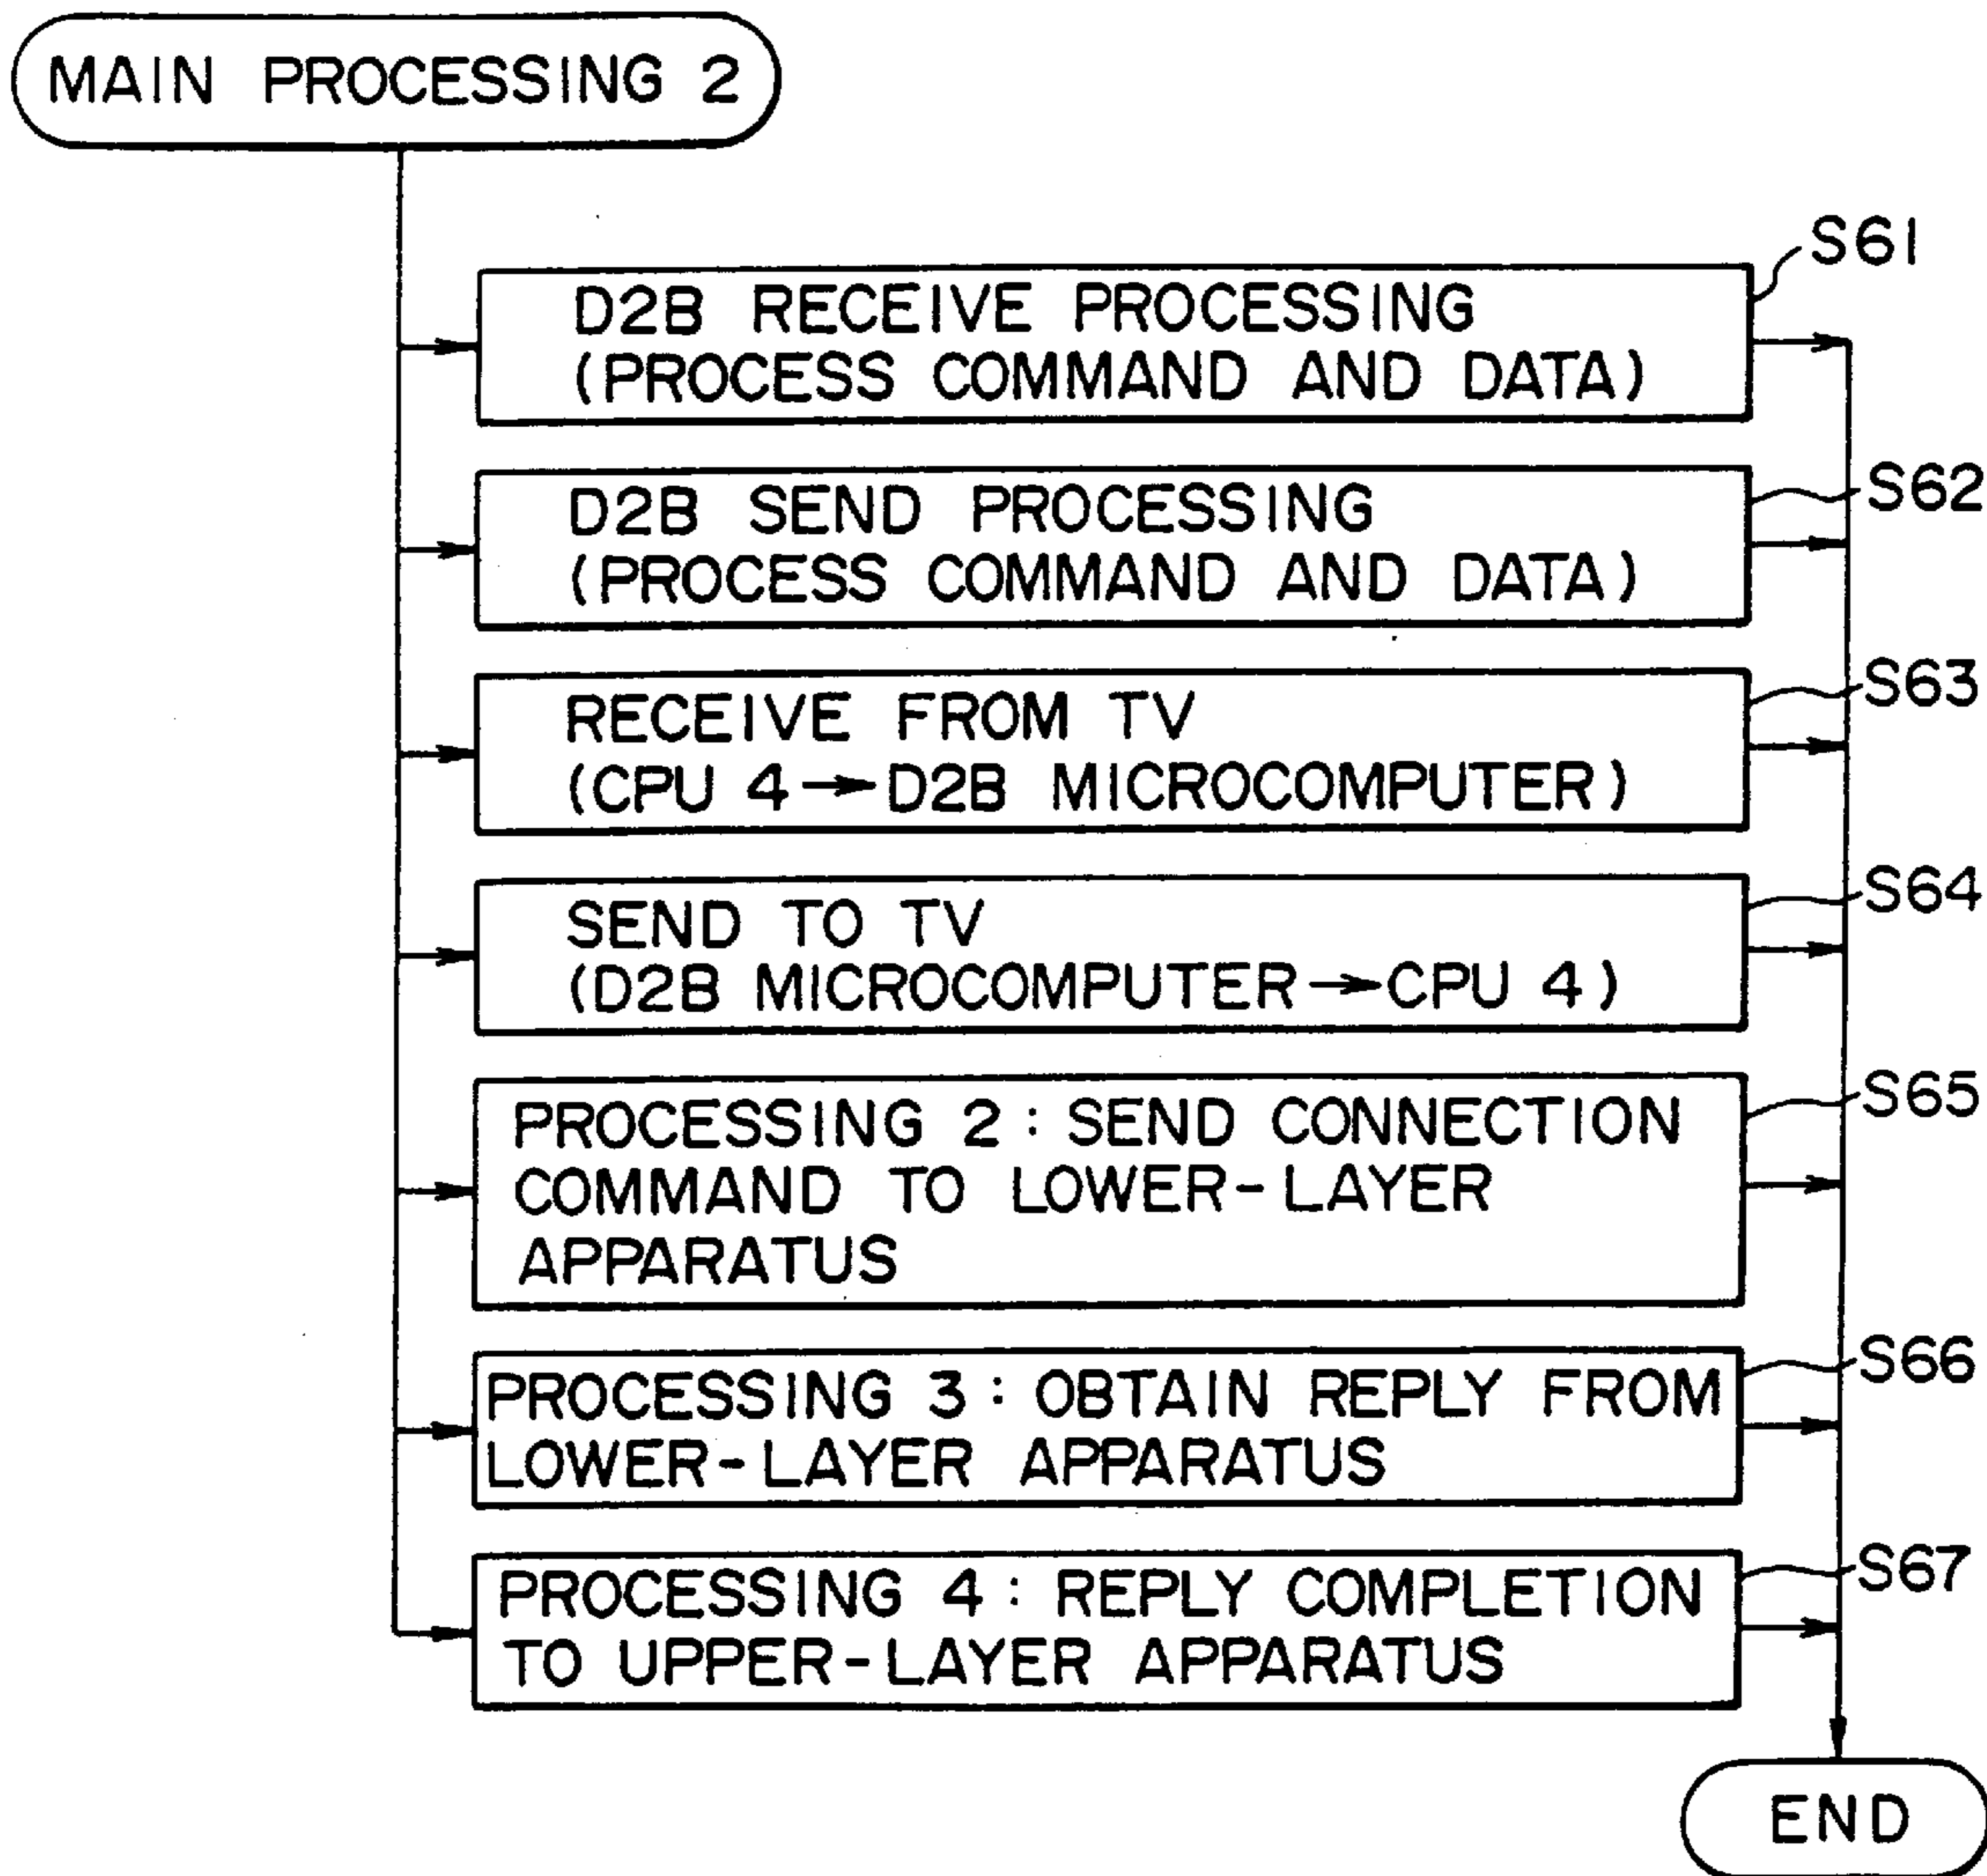 MAIN PROCESSING 2
S61
D2B RECEIVE PROCESSING
(PROCESS COMMAND AND DATA)
S62
D2B SEND PROCESSING
(PROCESS COMMAND AND DATA)
S63
RECEIVE FROM TV
(CPU 4→D2B MICROCOMPUTER)
S64
SEND TO TV
(D2B MICROCOMPUTER→CPU 4)
S65
PROCESSING 2 : SEND CONNECTION
COMMAND TO LOWER-LAYER
APPARATUS
S66
PROCESSING 3 : OBTAIN REPLY FROM
LOWER-LAYER APPARATUS
S67
PROCESSING 4 : REPLY COMPLETION
TO UPPER-LAYER APPARATUS
END